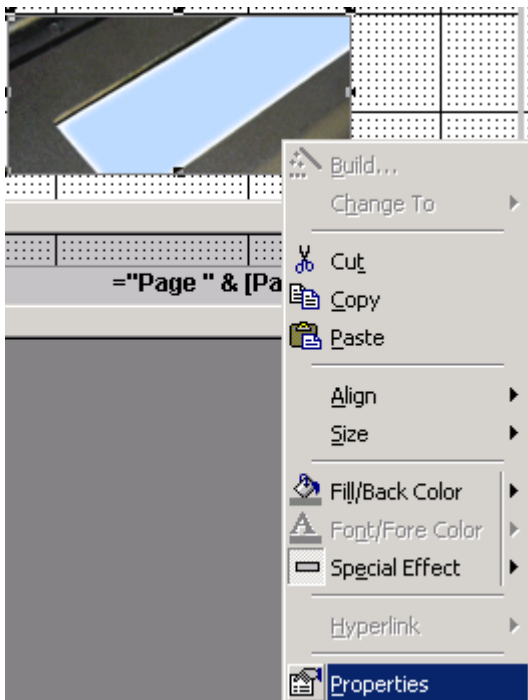 Build...
Change To
Cut
="Page " & [Pa
Copy
Paste
Align
Size
Fill/Back Color
Font/Fore Color
Special Effect
Hyperlink
Properties